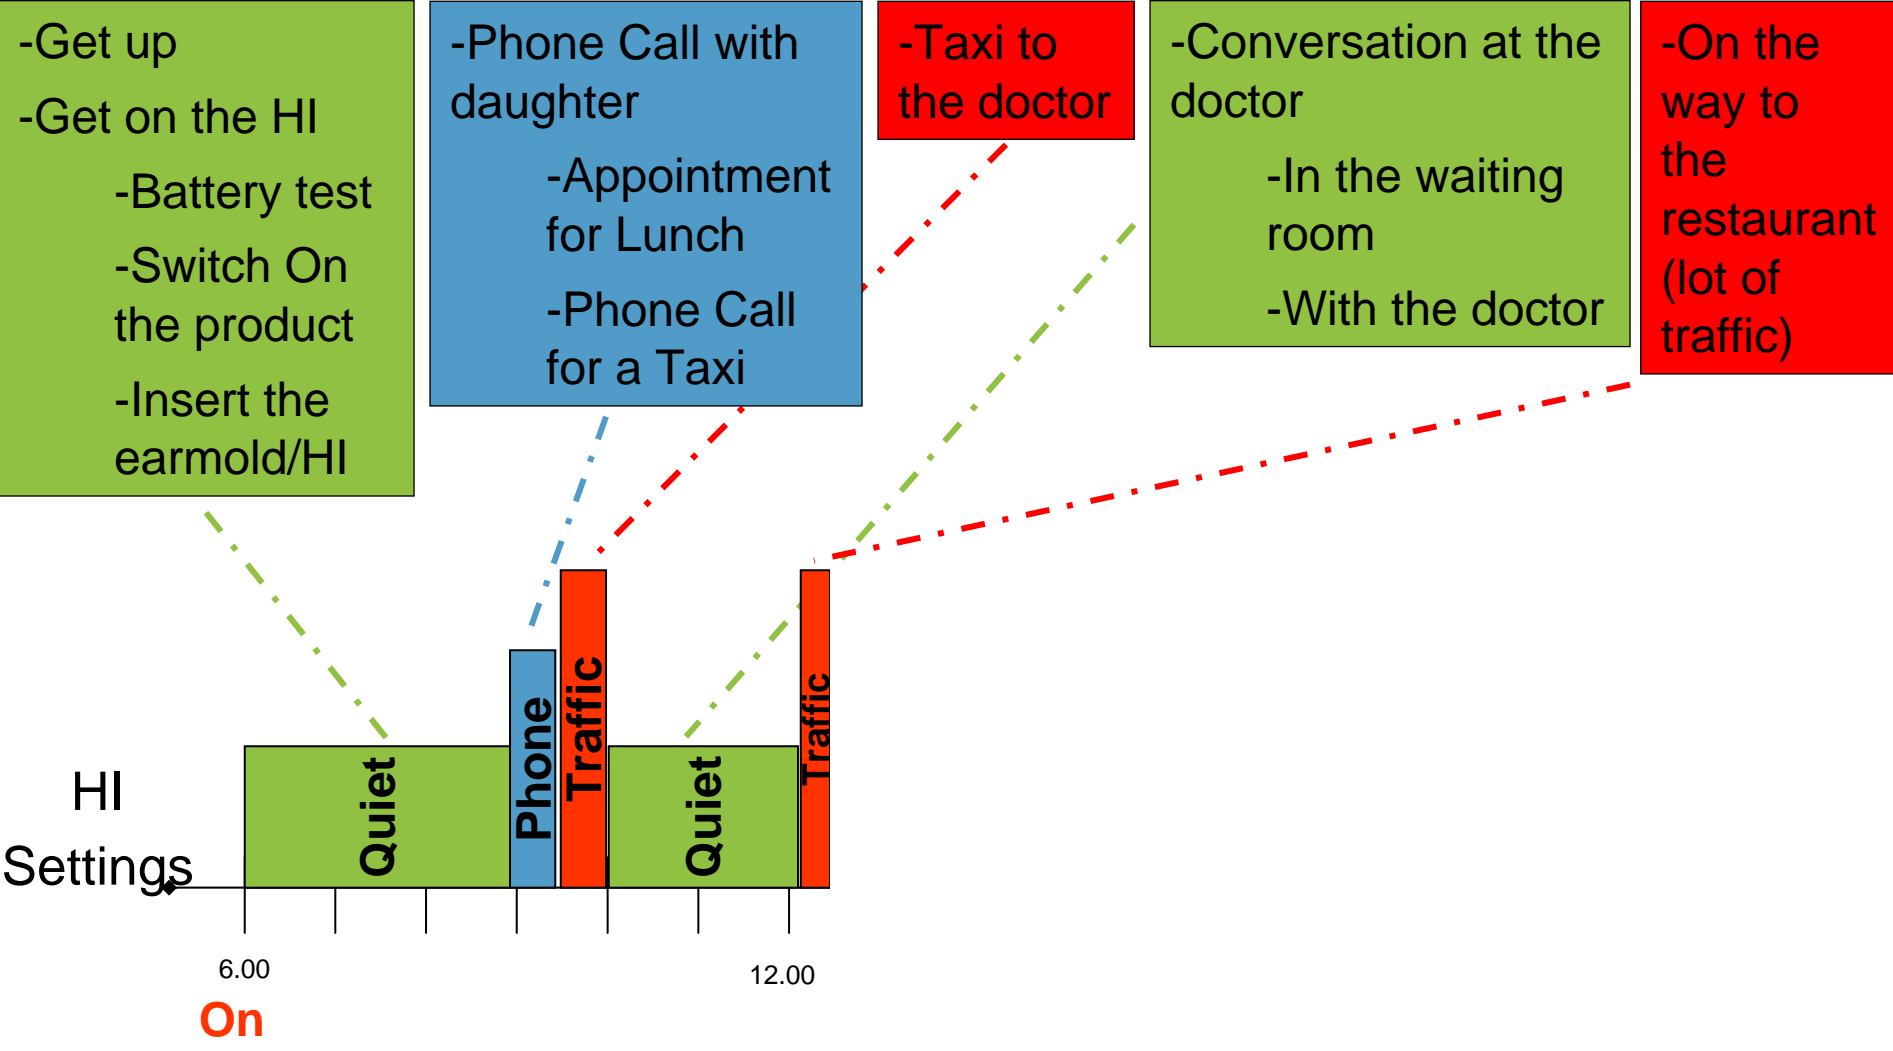 -Get up
-Get on the HI
-Battery test
-Switch On
the product
-Insert the
earmold/HI
-Phone Call with
daughter
-Appointment
for Lunch
-Phone Call
for a Taxi
-Taxi to
the doctor
-Conversation at the
doctor
-In the waiting
room
-With the doctor
-On the
way to
the
restaurant
(lot of
traffic)
HI
Settings
Quiet
Phone
Traffic
Quiet
Traffic
6.00
12.00
On